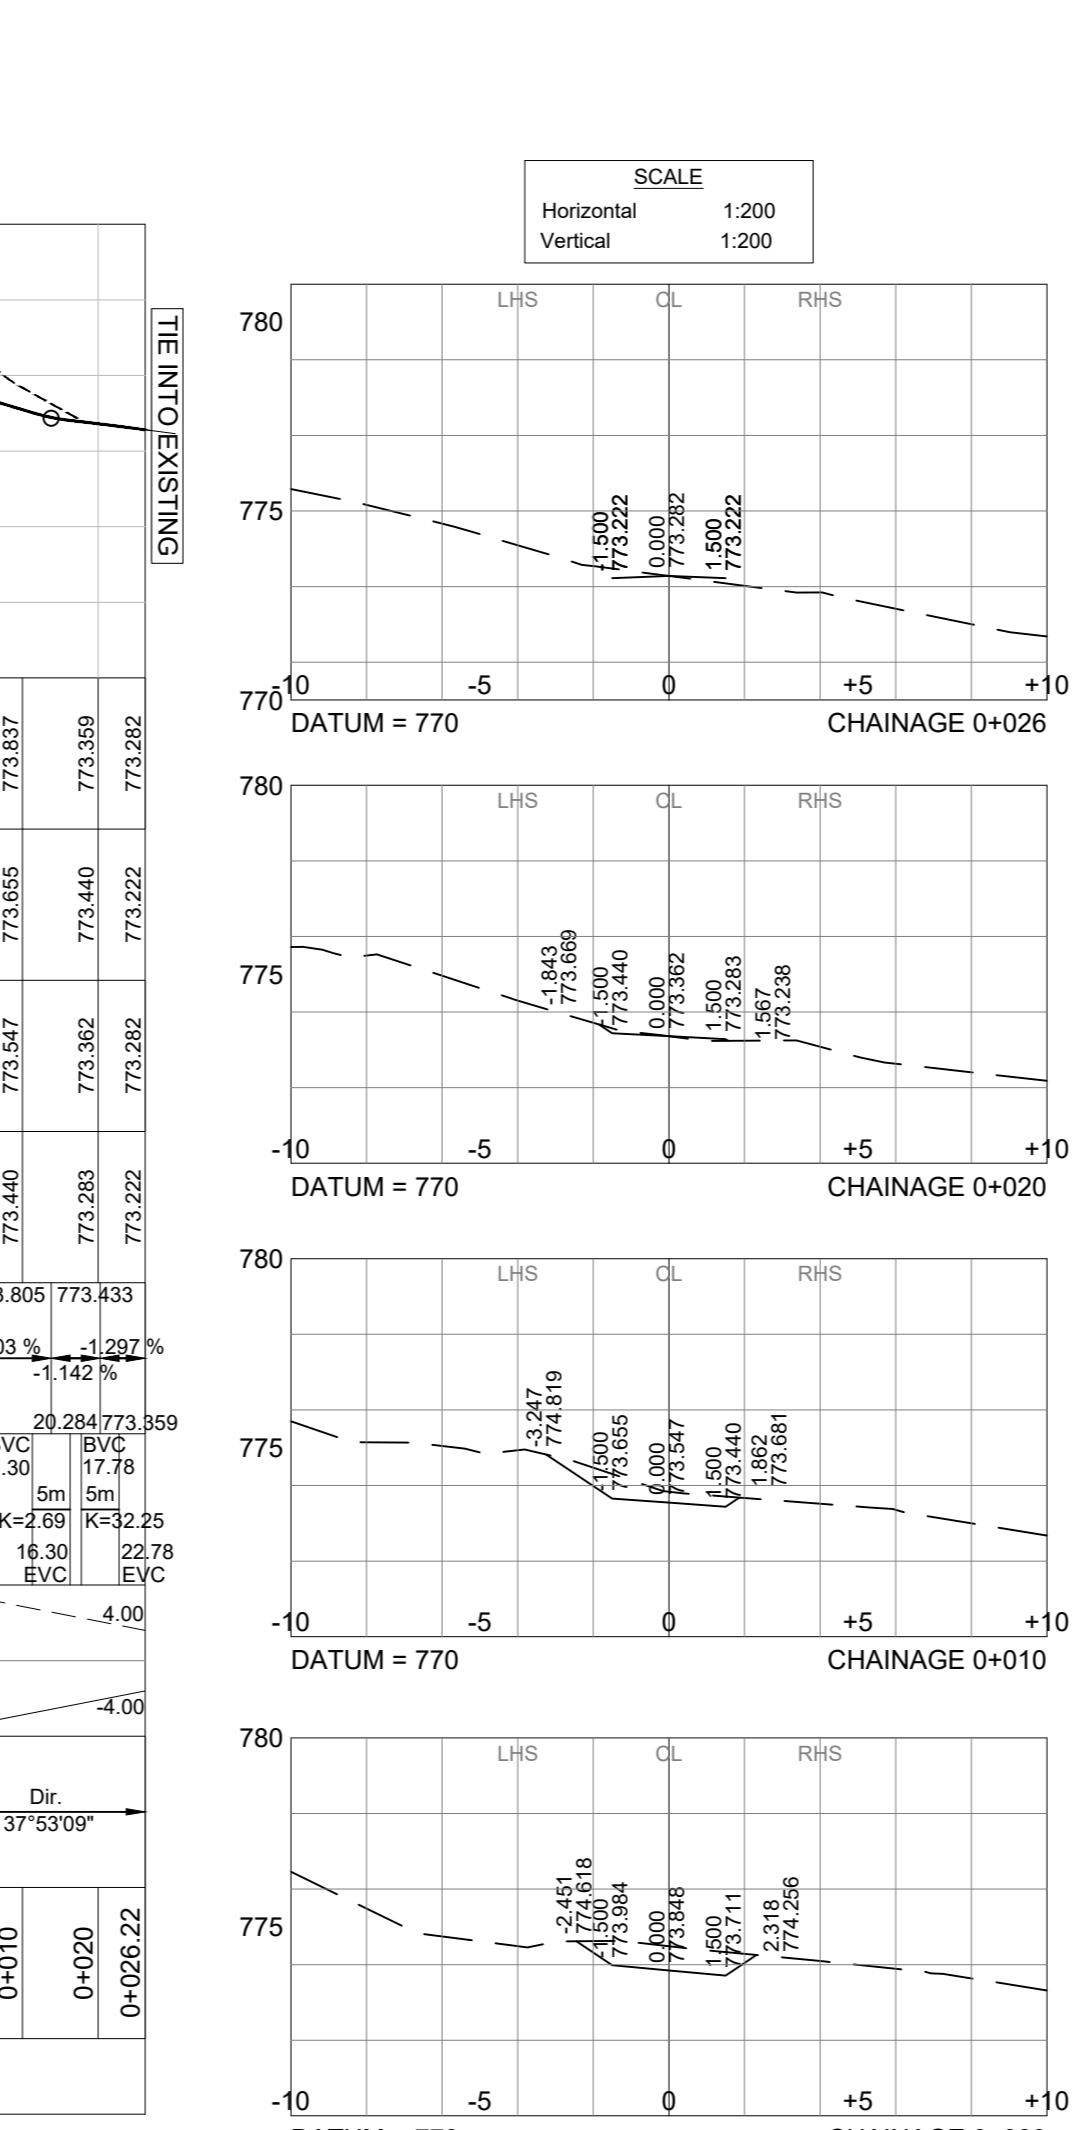 SCALE
Horizontal 1:200
Vertical 1:200
TIE INTO EXISTING
LHS CL RHS
780
775
770
-1.500
773.222
0.000
773.282
1.500
773.222
-10 -5 0 +5 +10
DATUM = 770 CHAINAGE 0+026
780
LHS CL RHS
775
-1.843
773.669
-1.500
773.440
0.000
773.362
1.500
773.283
1.567
773.238
-10 -5 0 +5 +10
DATUM = 770 CHAINAGE 0+020
780
LHS CL RHS
775
-3.247
774.819
-1.500
773.655
0.000
773.547
1.500
773.440
1.862
773.681
-10 -5 0 +5 +10
DATUM = 770 CHAINAGE 0+010
780
LHS CL RHS
775
-2.451
774.618
-1.500
773.984
0.000
773.848
1.500
773.711
2.318
774.256
-10 -5 0 +5 +10
773.837 773.359 773.282
773.655 773.440 773.222
773.547 773.362 773.282
773.440 773.283 773.222
.805 773.433
03 % -1.297 %
-1.142 %
20.284 773.359
VC BVC
.30 17.78
5m 5m
K=2.69 K=32.25
16.30 22.78
EVC EVC
4.00
-4.00
Dir.
37°53'09"
0+010 0+020 0+026.22